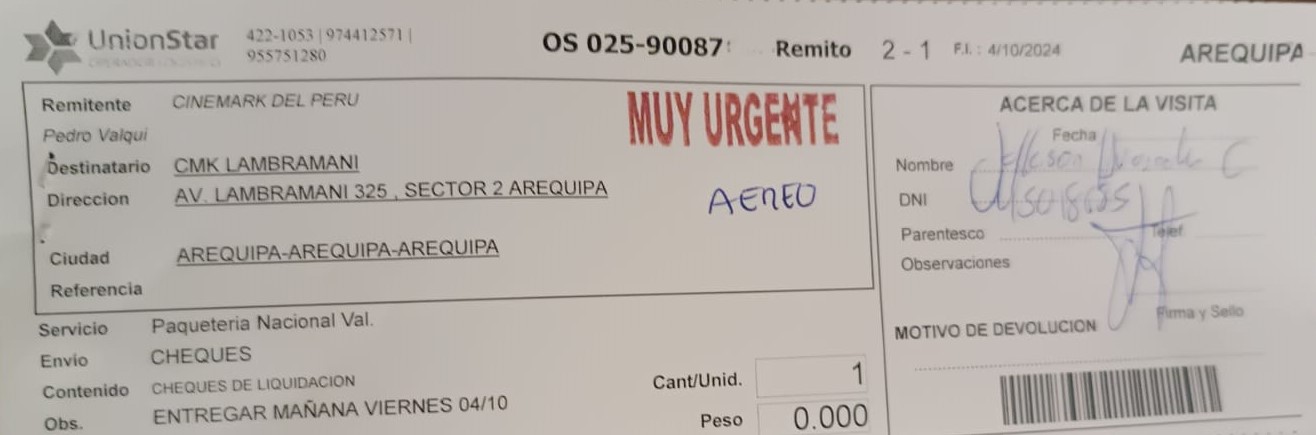 UnionStar 422-1053 | 974412571 |
955751280
OS 025-90087 Remito 2 - 1 F.I. : 4/10/2024 AREQUIPA
Remitente CINEMARK DEL PERU
Pedro Valqui
MUY URGENTE
Destinatario CMK LAMBRAMANI
Direccion AV. LAMBRAMANI 325 , SECTOR 2 AREQUIPA
AEREO
Ciudad AREQUIPA-AREQUIPA-AREQUIPA
Referencia
ACERCA DE LA VISITA
Fecha
Nombre
DNI
Parentesco Telef.
Observaciones
Firma y Sello
MOTIVO DE DEVOLUCION
Servicio Paqueteria Nacional Val.
Envio CHEQUES
Contenido CHEQUES DE LIQUIDACION
Obs. ENTREGAR MAÑANA VIERNES 04/10
Cant/Unid. 1
Peso 0.000